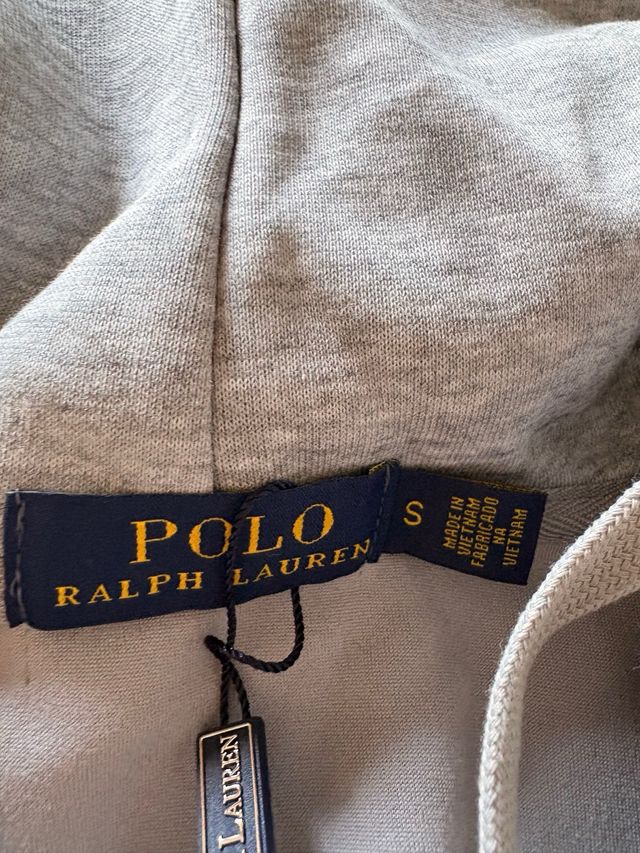 POLO
RALPH LAUREN
S
MADE IN
VIETNAM
FABRICADO
NA
VIETNAM
LAUREN